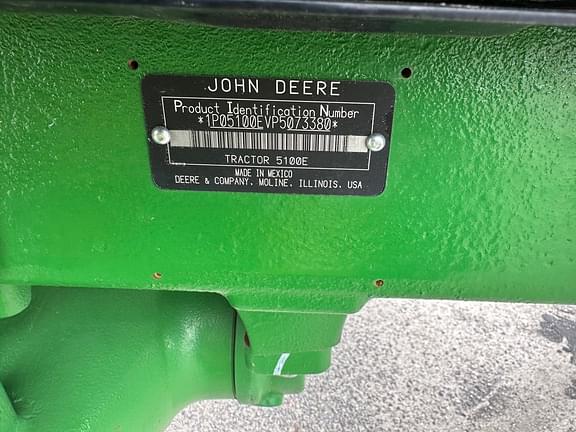 JOHN DEERE
Product Identification Number
*1P05100EVP5073380*
TRACTOR 5100E
MADE IN MEXICO
DEERE & COMPANY, MOLINE, ILLINOIS, USA